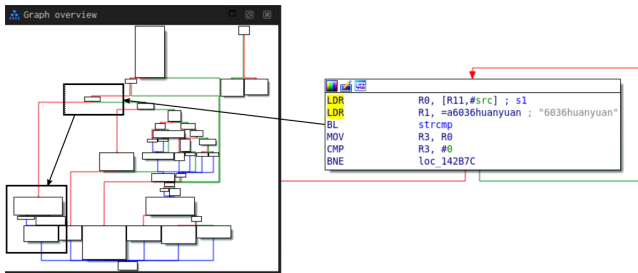 Graph overview
LDR R0, [R11,#src] ; s1
LDR R1, =a6036huanyuan ; "6036huanyuan"
BL strcmp
MOV R3, R0
CMP R3, #0
BNE loc_142B7C